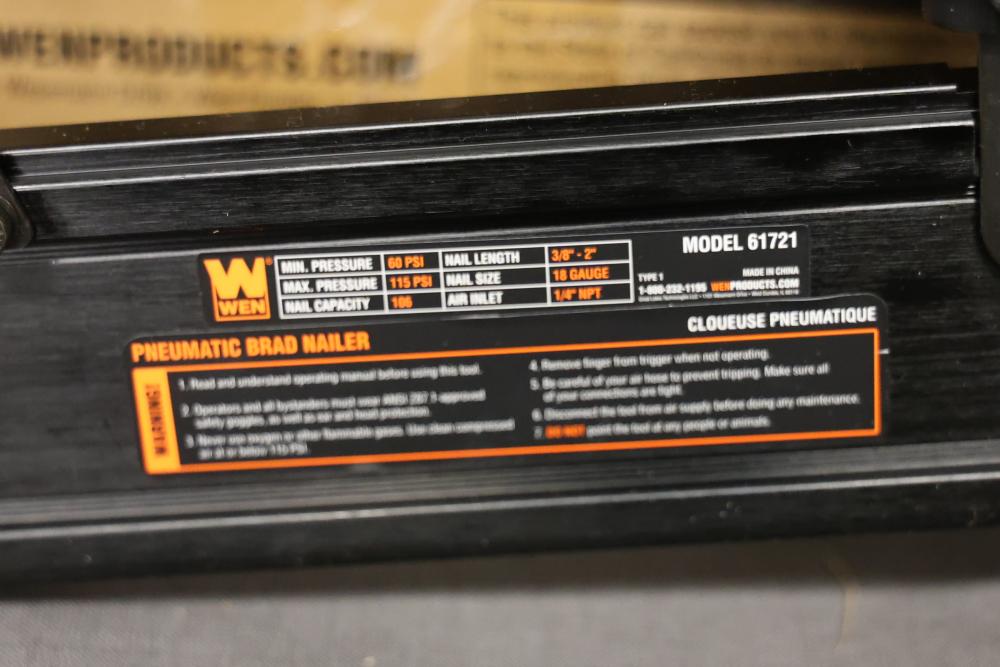 WENPRODUCTS.COM
W®
WEN
MIN. PRESSURE 60 PSI NAIL LENGTH 3/8" - 2"
MAX. PRESSURE 115 PSI NAIL SIZE 18 GAUGE
NAIL CAPACITY 106 AIR INLET 1/4" NPT
MODEL 61721
TYPE 1 MADE IN CHINA
1-800-232-1195 WENPRODUCTS.COM
PNEUMATIC BRAD NAILER
CLOUEUSE PNEUMATIQUE
WARNING!
1. Read and understand operating manual before using this tool.
2. Operators and all bystanders must wear ANSI Z87.1-approved
safety goggles, as well as ear and head protection.
3. Never use oxygen or other flammable gases. Use clean compressed
air at or below 115 PSI.
4. Remove finger from trigger when not operating.
5. Be careful of your air hose to prevent tripping. Make sure all
of your connections are tight.
6. Disconnect the tool from air supply before doing any maintenance.
7. DO NOT point the tool at any people or animals.